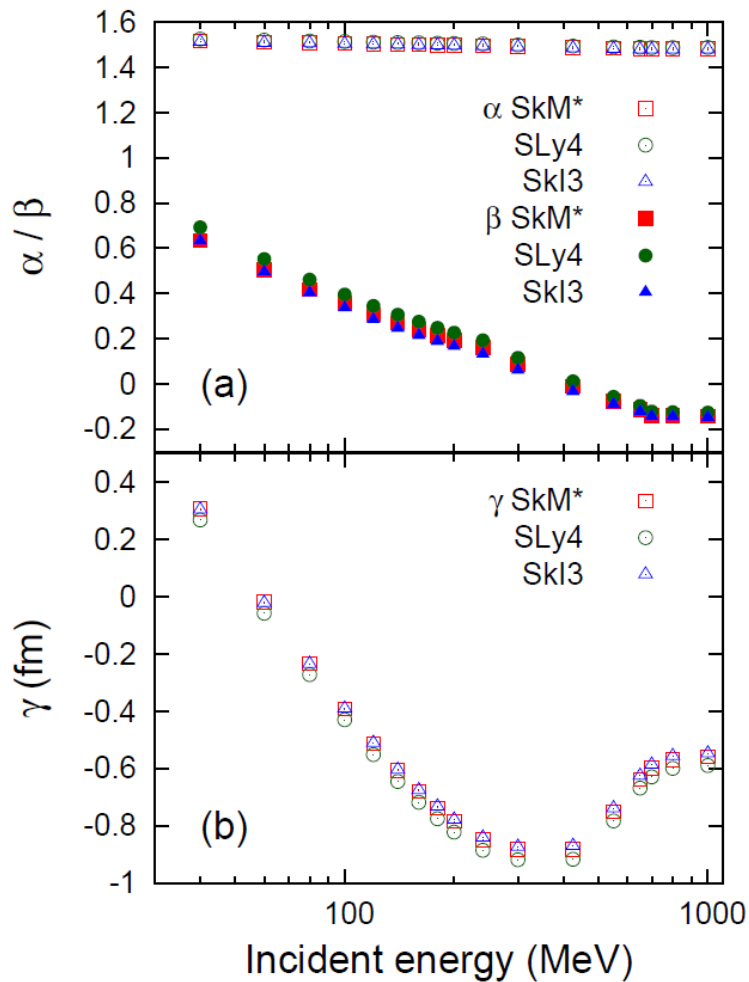 1.6
1.4
1.2
1
0.8
0.6
0.4
0.2
0
-0.2
α / β
α SkM*
SLy4
SkI3
β SkM*
SLy4
SkI3
(a)
0.4
0.2
0
-0.2
-0.4
-0.6
-0.8
-1
γ (fm)
γ SkM*
SLy4
SkI3
(b)
100
1000
Incident energy (MeV)